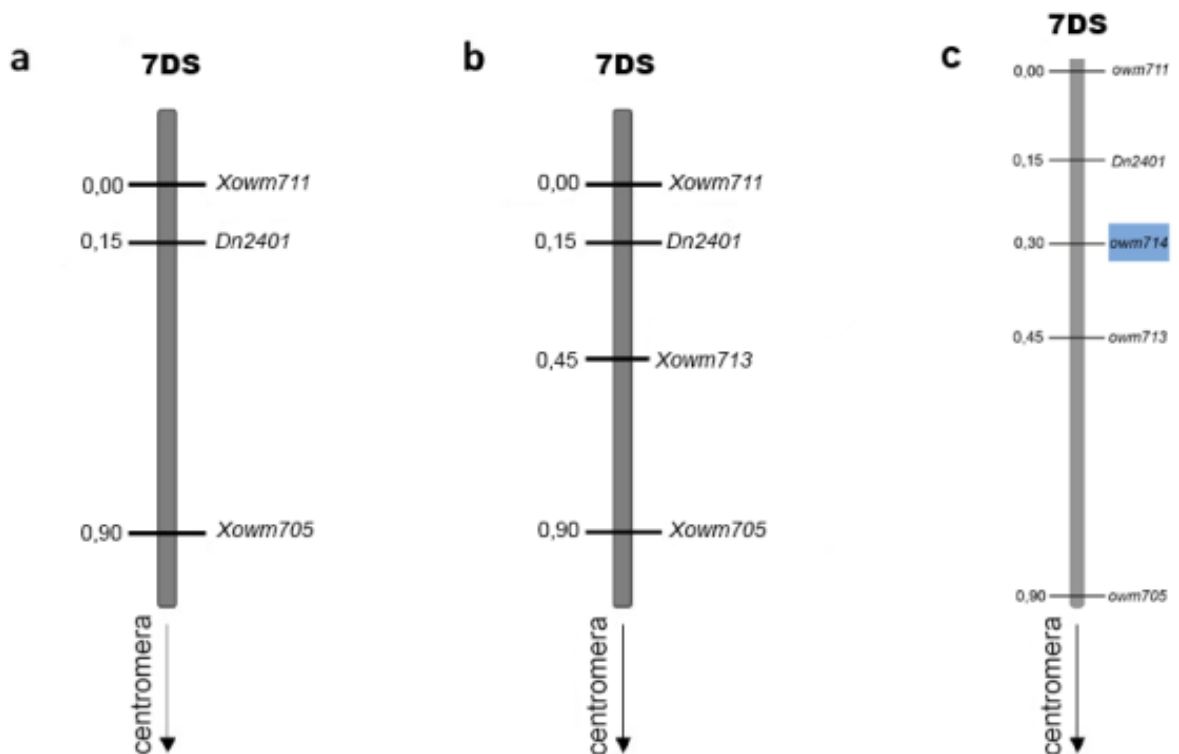 a
7DS
0,00 Xowm711
0,15 Dn2401
0,90 Xowm705
centromera
b
7DS
0,00 Xowm711
0,15 Dn2401
0,45 Xowm713
0,90 Xowm705
centromera
c
7DS
0,00 owm711
0,15 Dn2401
0,30 owm714
0,45 owm713
0,90 owm705
centromera